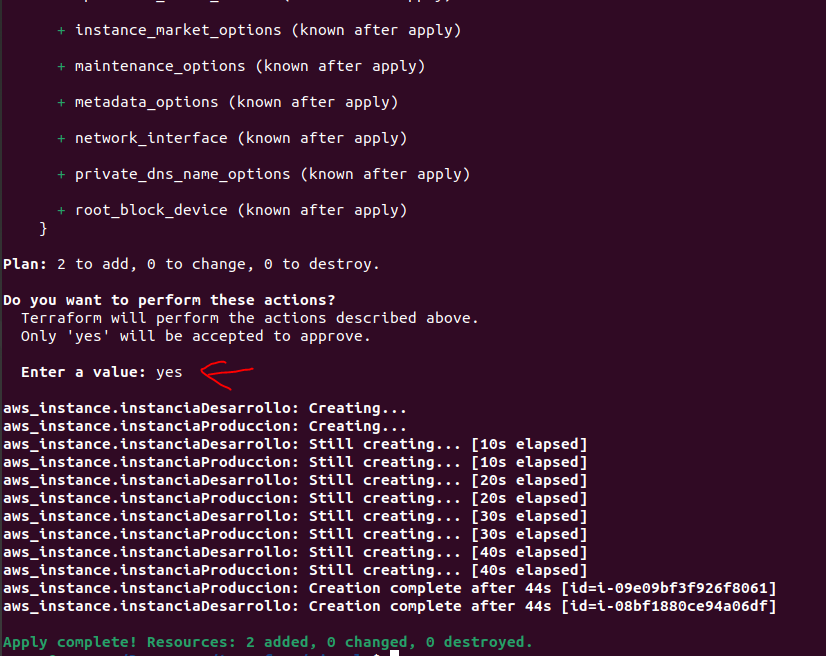 + instance_market_options (known after apply)
+ maintenance_options (known after apply)
+ metadata_options (known after apply)
+ network_interface (known after apply)
+ private_dns_name_options (known after apply)
+ root_block_device (known after apply)
}
Plan: 2 to add, 0 to change, 0 to destroy.
Do you want to perform these actions?
Terraform will perform the actions described above.
Only 'yes' will be accepted to approve.
Enter a value: yes
aws_instance.instanciaDesarrollo: Creating...
aws_instance.instanciaProduccion: Creating...
aws_instance.instanciaDesarrollo: Still creating... [10s elapsed]
aws_instance.instanciaProduccion: Still creating... [10s elapsed]
aws_instance.instanciaDesarrollo: Still creating... [20s elapsed]
aws_instance.instanciaProduccion: Still creating... [20s elapsed]
aws_instance.instanciaDesarrollo: Still creating... [30s elapsed]
aws_instance.instanciaProduccion: Still creating... [30s elapsed]
aws_instance.instanciaDesarrollo: Still creating... [40s elapsed]
aws_instance.instanciaProduccion: Still creating... [40s elapsed]
aws_instance.instanciaProduccion: Creation complete after 44s [id=i-09e09bf3f926f8061]
aws_instance.instanciaDesarrollo: Creation complete after 44s [id=i-08bf1880ce94a06df]
Apply complete! Resources: 2 added, 0 changed, 0 destroyed.